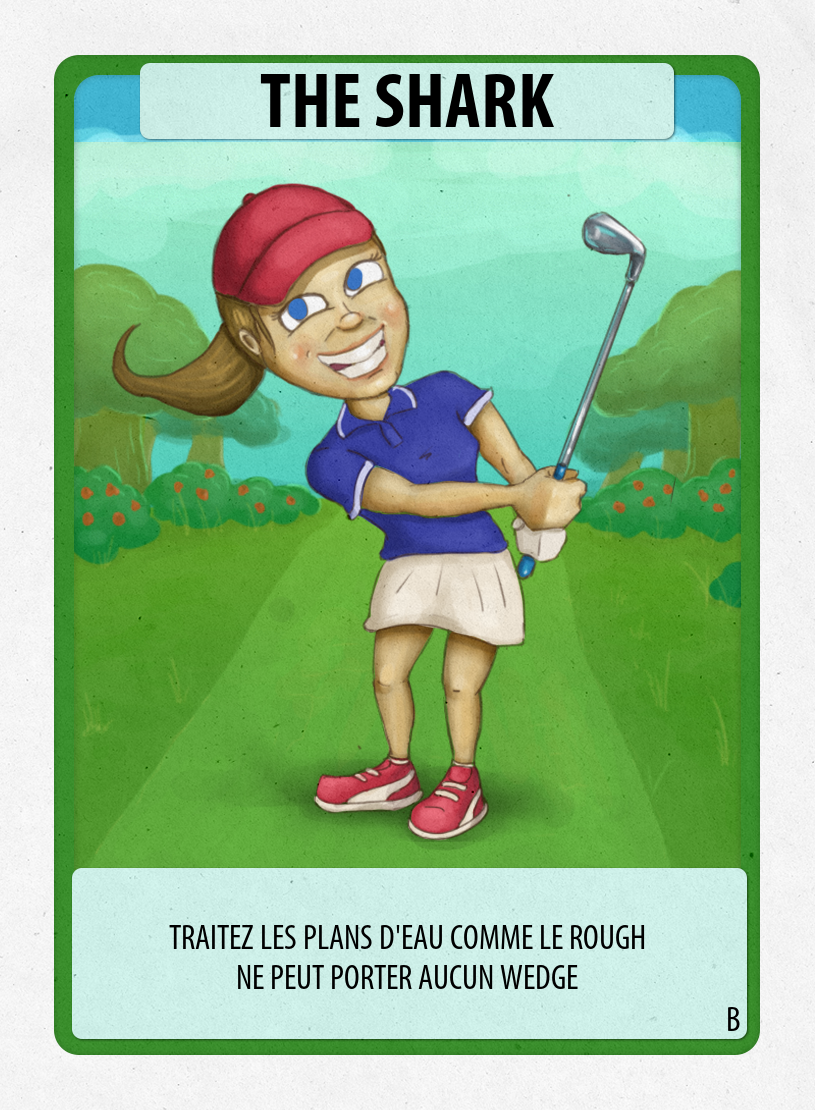 THE SHARK
TRAITEZ LES PLANS D'EAU COMME LE ROUGH
NE PEUT PORTER AUCUN WEDGE
B